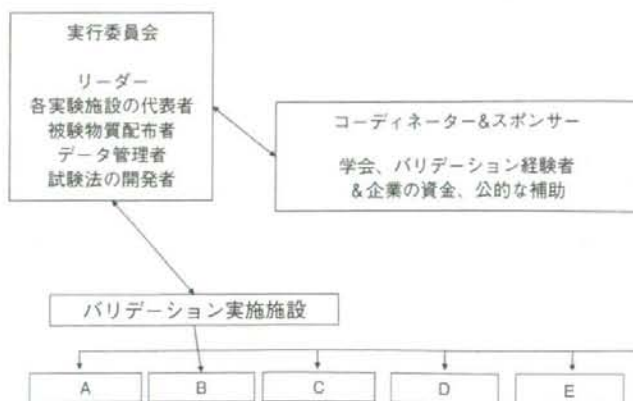 実行委員会
リーダー
各実験施設の代表者
被験物質配布者
データ管理者
試験法の開発者
コーディネーター&スポンサー
学会、バリデーション経験者
&企業の資金、公的な補助
バリデーション実施施設
A
B
C
D
E